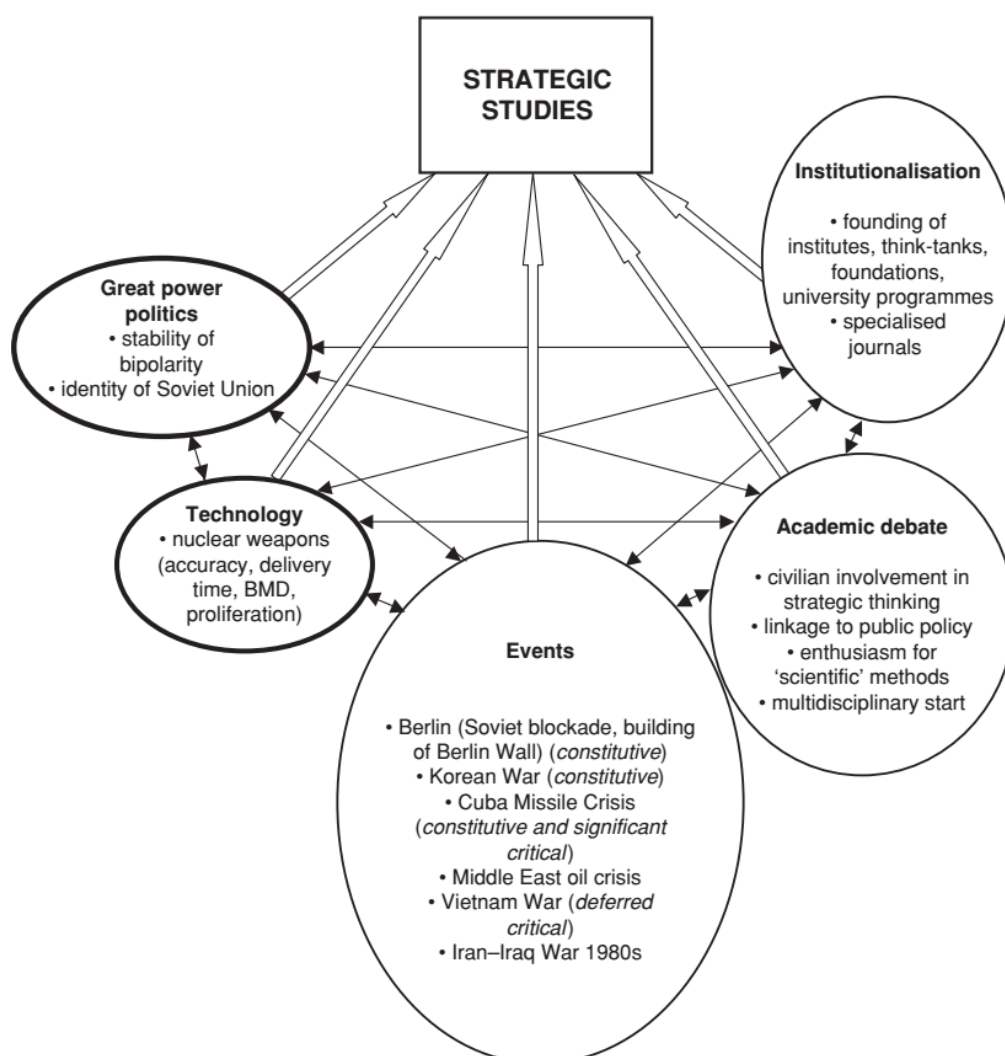 STRATEGIC
STUDIES
Institutionalisation
• founding of
institutes, think-tanks,
foundations,
university programmes
• specialised
journals
Great power
politics
• stability of
bipolarity
• identity of Soviet Union
Technology
• nuclear weapons
(accuracy, delivery
time, BMD,
proliferation)
Academic debate
• civilian involvement in
strategic thinking
• linkage to public policy
• enthusiasm for
‘scientific’ methods
• multidisciplinary start
Events
• Berlin (Soviet blockade, building
of Berlin Wall) (constitutive)
• Korean War (constitutive)
• Cuba Missile Crisis
(constitutive and significant
critical)
• Middle East oil crisis
• Vietnam War (deferred
critical)
• Iran–Iraq War 1980s